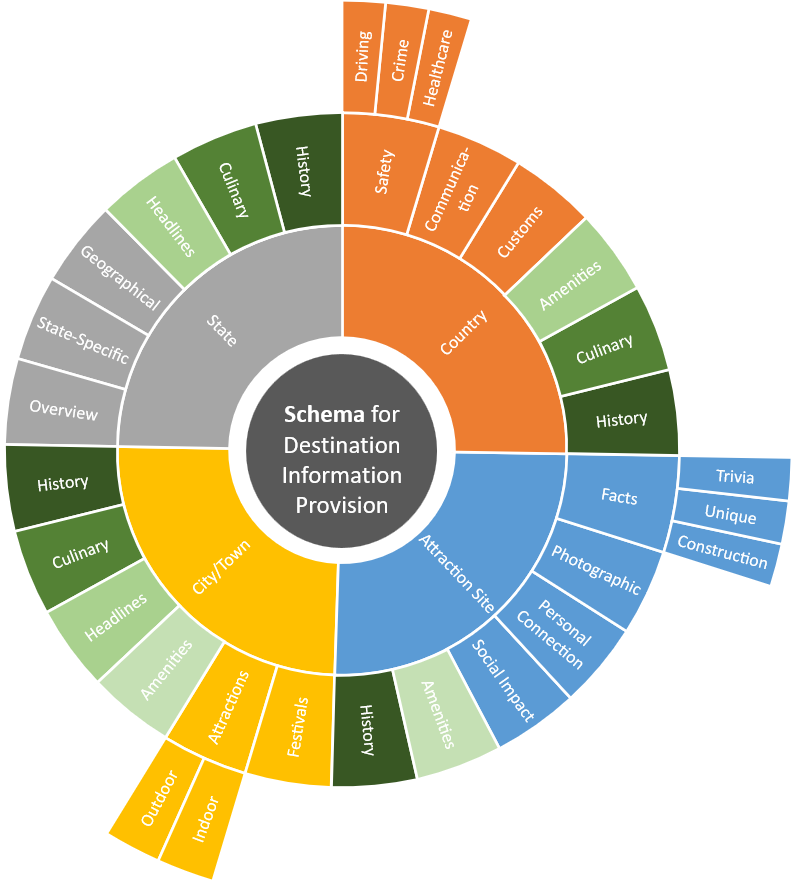 Schema for
Destination
Information
Provision
Country
Safety
Driving
Crime
Healthcare
Communica-
tion
Customs
Amenities
Culinary
History
Attraction Site
Facts
Trivia
Unique
Construction
Photographic
Personal
Connection
Social Impact
Amenities
History
City/Town
Festivals
Attractions
Indoor
Outdoor
Amenities
Headlines
Culinary
History
State
Overview
State-Specific
Geographical
Headlines
Culinary
History